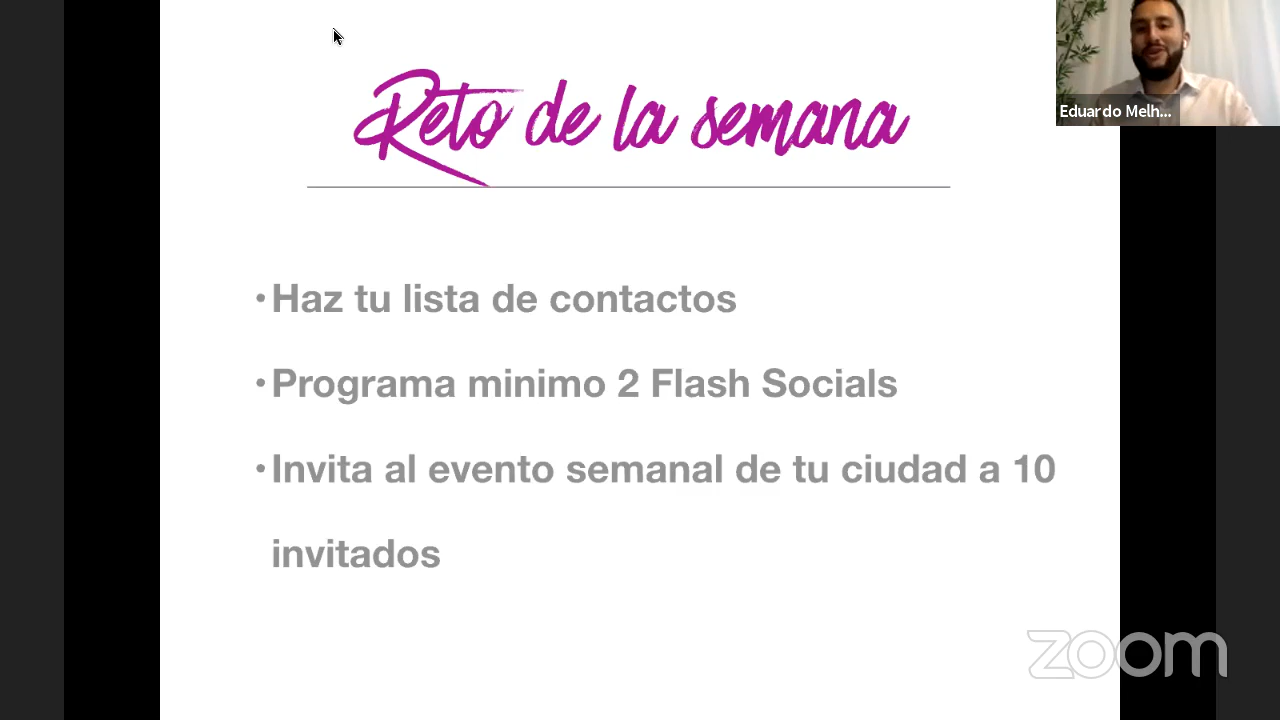 Reto de la semana
Eduardo Melh...
•Haz tu lista de contactos
•Programa minimo 2 Flash Socials
•Invita al evento semanal de tu ciudad a 10
invitados
zoom